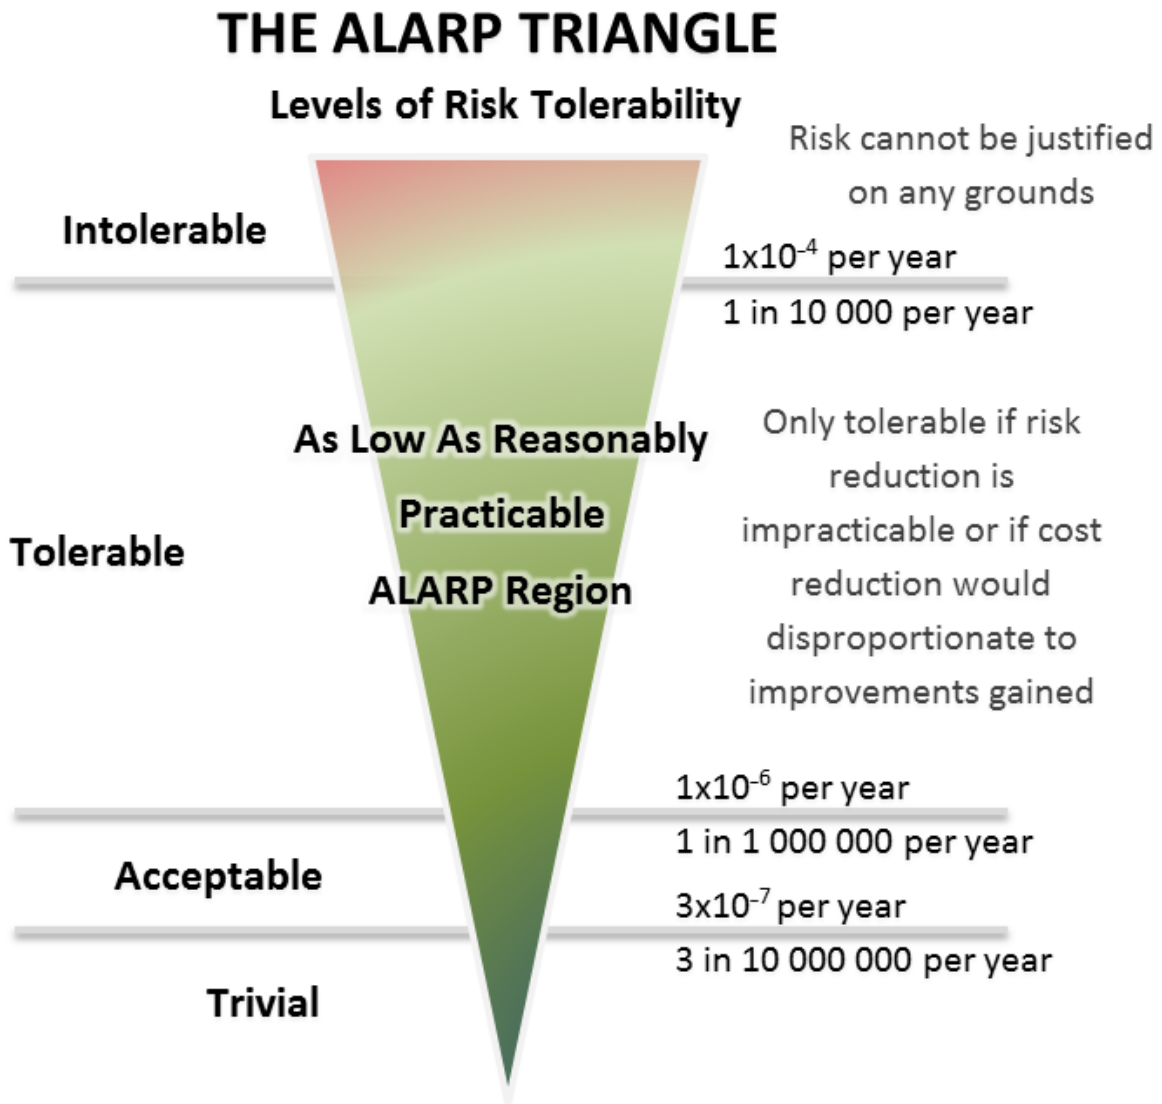 THE ALARP TRIANGLE
Levels of Risk Tolerability
Risk cannot be justified
on any grounds
Intolerable
1x10⁻⁴ per year
1 in 10 000 per year
As Low As Reasonably
Practicable
ALARP Region
Tolerable
Only tolerable if risk
reduction is
impracticable or if cost
reduction would
disproportionate to
improvements gained
1x10⁻⁶ per year
1 in 1 000 000 per year
Acceptable
3x10⁻⁷ per year
3 in 10 000 000 per year
Trivial